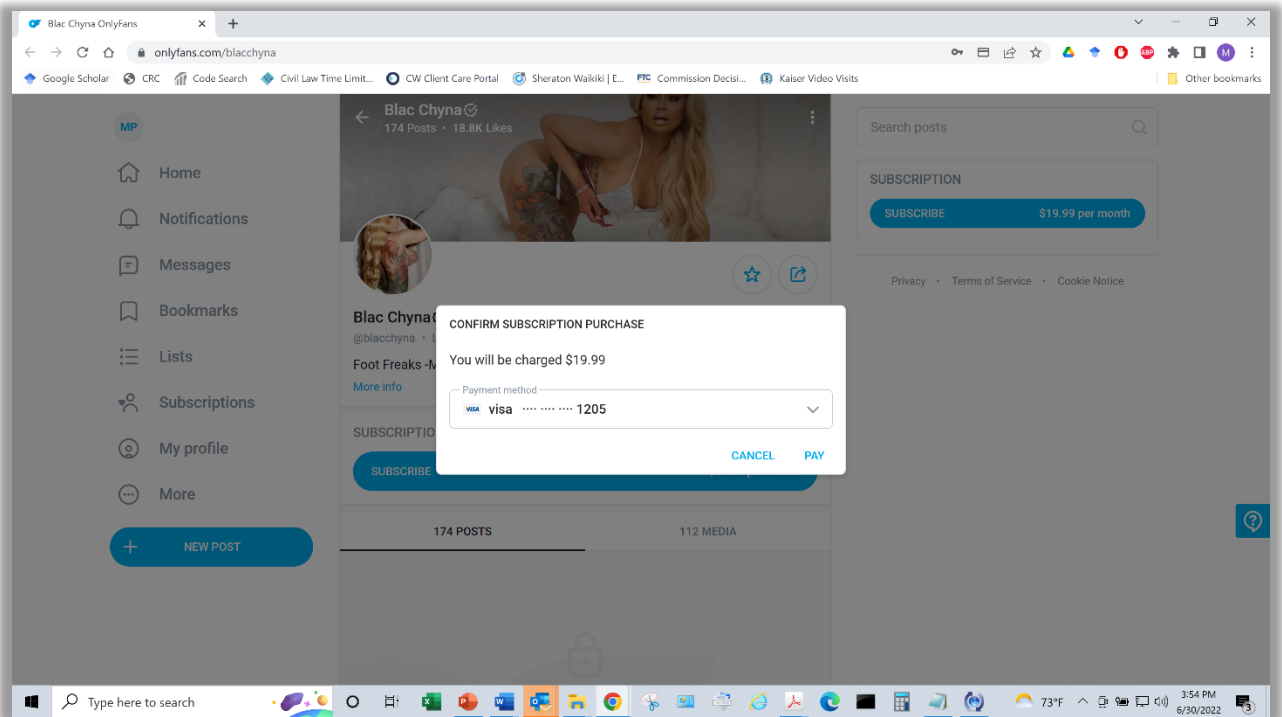 Blac Chyna OnlyFans
onlyfans.com/blacchyna
ABP
M
Google Scholar CRC Code Search Civil Law Time Limit... CW Client Care Portal Sheraton Waikiki | E... FTC Commission Decisi... Kaiser Video Visits Other bookmarks
MP
Home
Notifications
Messages
Bookmarks
Lists
Subscriptions
My profile
More
NEW POST
Blac Chyna
174 Posts · 18.8K Likes
Blac Chyna
@blacchyna ·
Foot Freaks -M
More info
SUBSCRIPTIO
SUBSCRIBE
174 POSTS 112 MEDIA
CONFIRM SUBSCRIPTION PURCHASE
You will be charged $19.99
Payment method
VISA visa ···· ···· ···· 1205
CANCEL PAY
Search posts
SUBSCRIPTION
SUBSCRIBE $19.99 per month
Privacy · Terms of Service · Cookie Notice
Type here to search
73°F
3:54 PM
6/30/2022
3